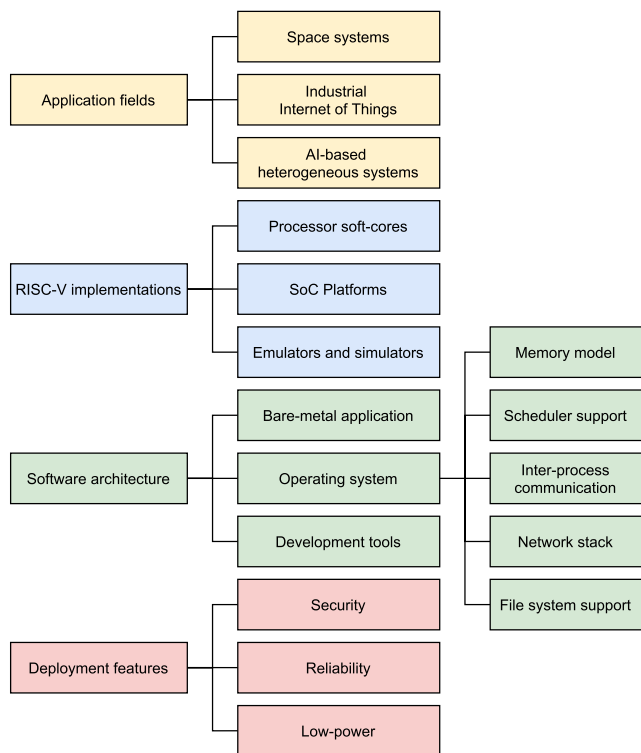 Application fields
Space systems
Industrial
Internet of Things
AI-based
heterogeneous systems
RISC-V implementations
Processor soft-cores
SoC Platforms
Emulators and simulators
Software architecture
Bare-metal application
Operating system
Development tools
Memory model
Scheduler support
Inter-process
communication
Network stack
File system support
Deployment features
Security
Reliability
Low-power